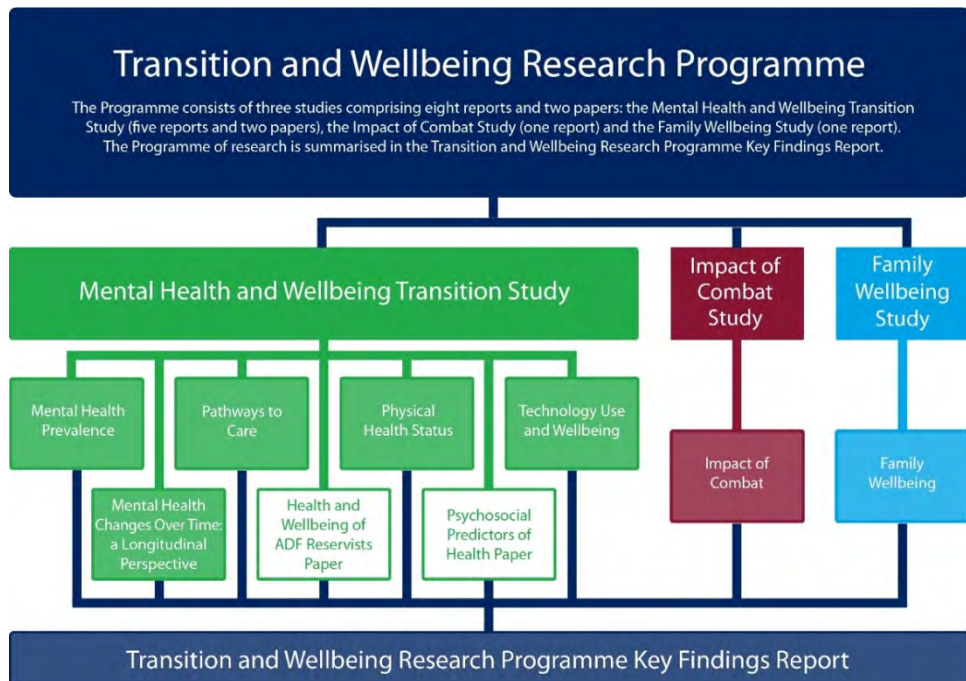 Transition and Wellbeing Research Programme
The Programme consists of three studies comprising eight reports and two papers: the Mental Health and Wellbeing Transition
Study (five reports and two papers), the Impact of Combat Study (one report) and the Family Wellbeing Study (one report).
The Programme of research is summarised in the Transition and Wellbeing Research Programme Key Findings Report.
Mental Health and Wellbeing Transition Study
Impact of
Combat
Study
Family
Wellbeing
Study
Mental Health
Prevalence
Pathways to
Care
Physical
Health Status
Technology Use
and Wellbeing
Impact of
Combat
Family
Wellbeing
Mental Health
Changes Over Time:
a Longitudinal
Perspective
Health and
Wellbeing of
ADF Reservists
Paper
Psychosocial
Predictors of
Health Paper
Transition and Wellbeing Research Programme Key Findings Report